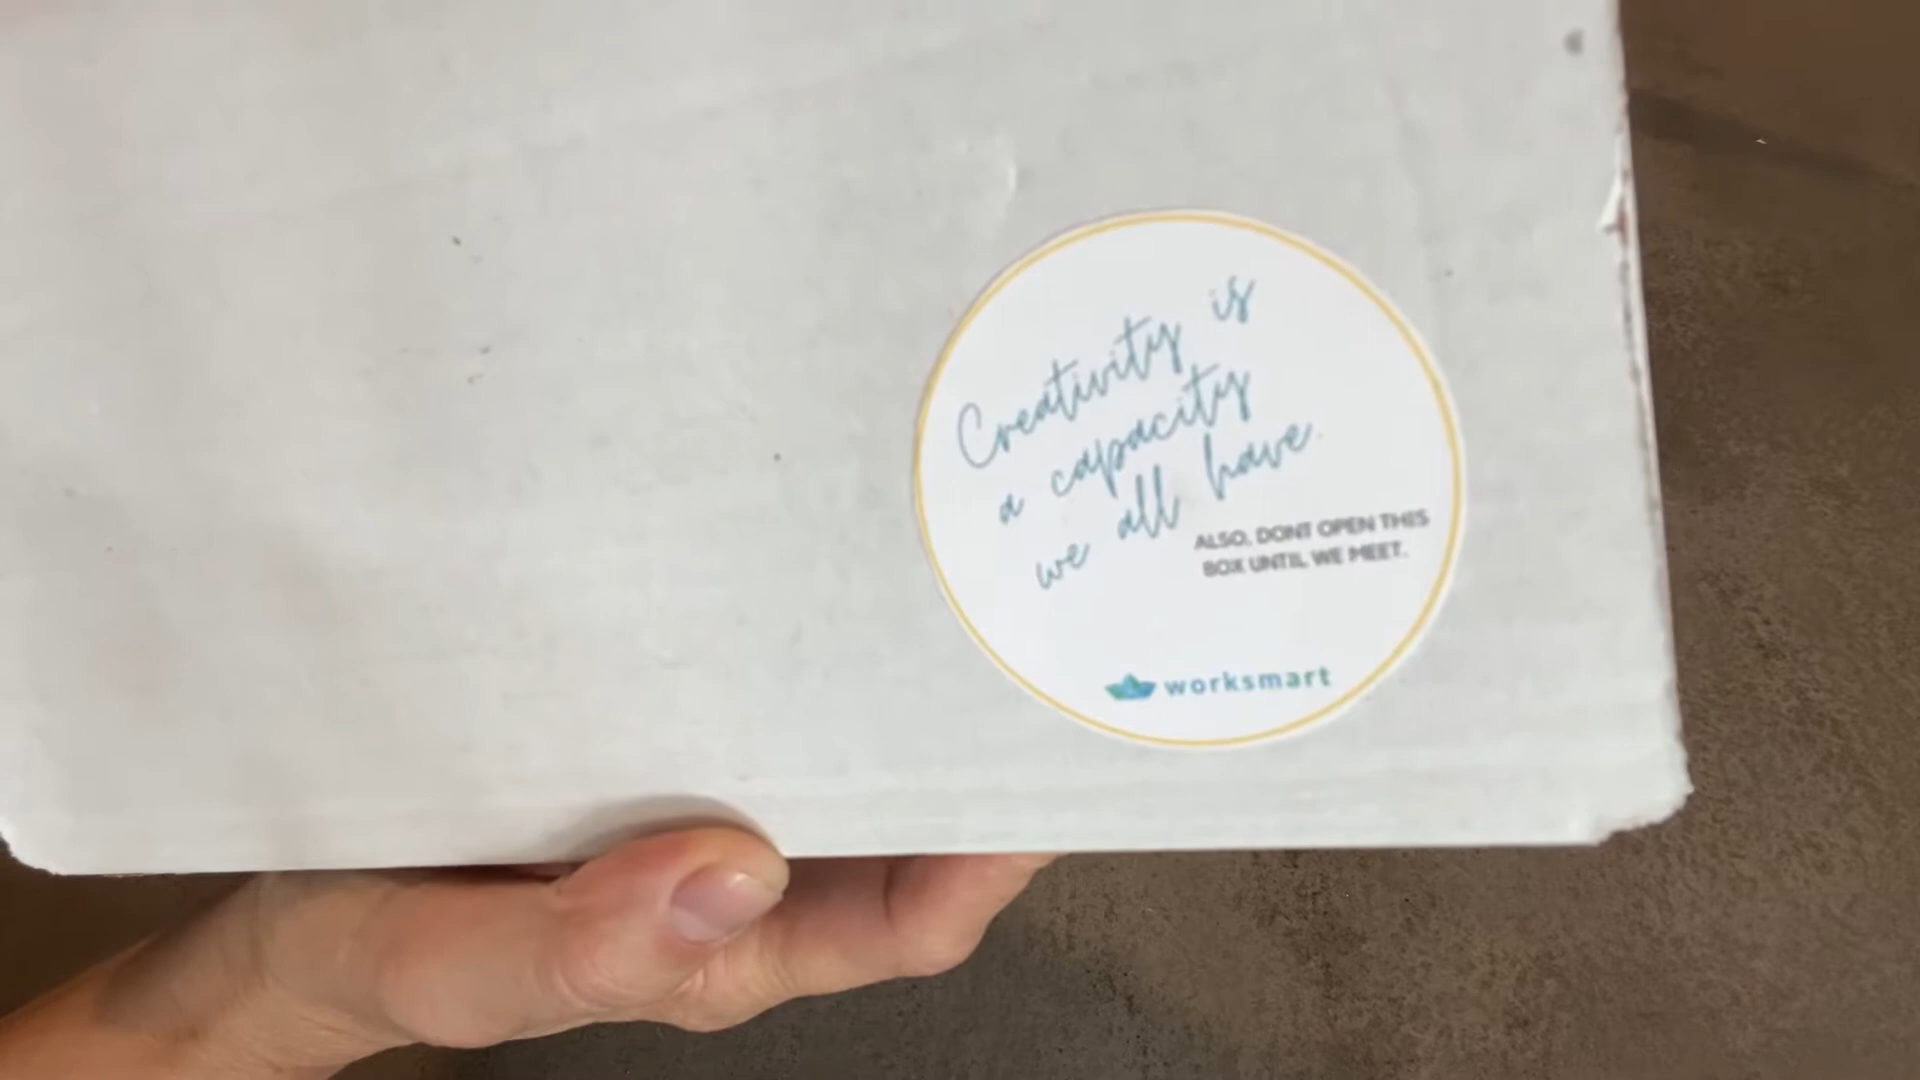 Creativity is
a capacity
we all have.
ALSO, DONT OPEN THIS
BOX UNTIL WE MEET.
worksmart